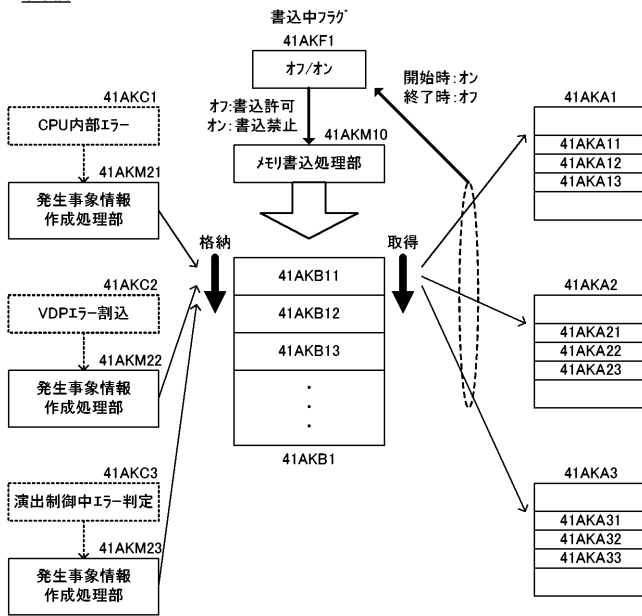 書込中フラグ
41AKF1
オフ/オン
オフ:書込許可
オン:書込禁止
開始時:オン
終了時:オフ
41AKM10
メモリ書込処理部
41AKC1
CPU内部エラー
41AKM21
発生事象情報
作成処理部
41AKC2
VDPエラー割込
41AKM22
発生事象情報
作成処理部
41AKC3
演出制御中エラー判定
41AKM23
発生事象情報
作成処理部
格納
取得
41AKB11
41AKB12
41AKB13
・
・
・
41AKB1
41AKA1
41AKA11
41AKA12
41AKA13
41AKA2
41AKA21
41AKA22
41AKA23
41AKA3
41AKA31
41AKA32
41AKA33